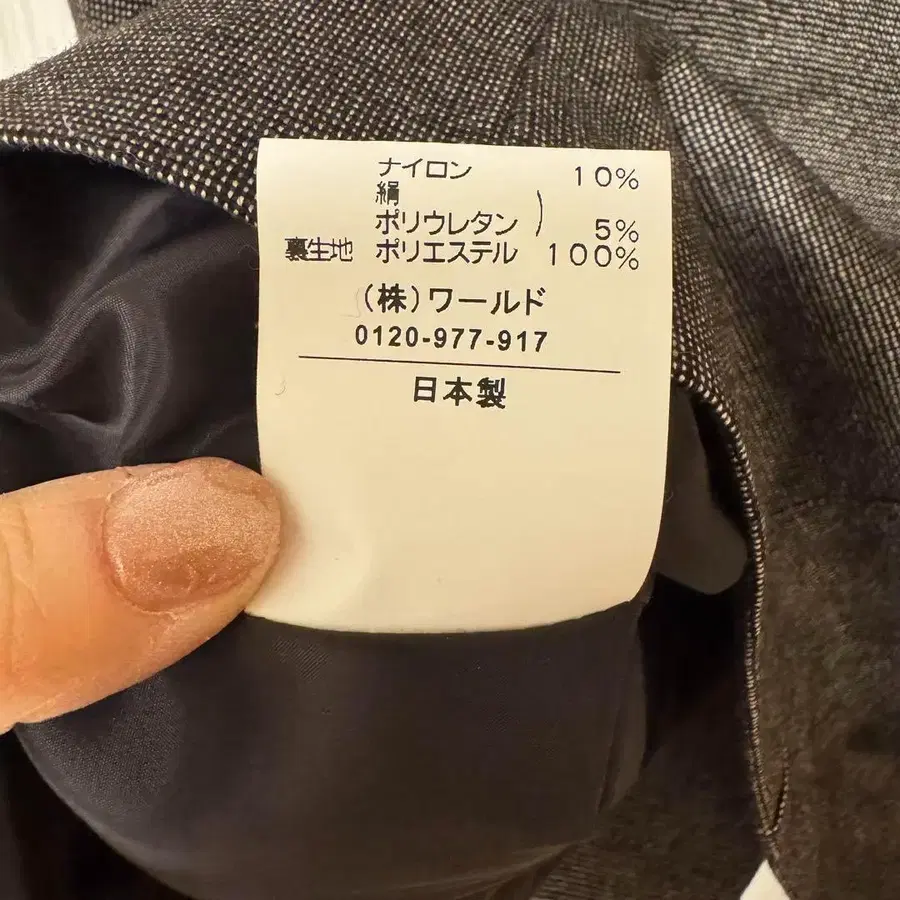 ナイロン 10%
絹
ポリウレタン ) 5%
裏生地 ポリエステル 100%
(株)ワールド
0120-977-917
日本製